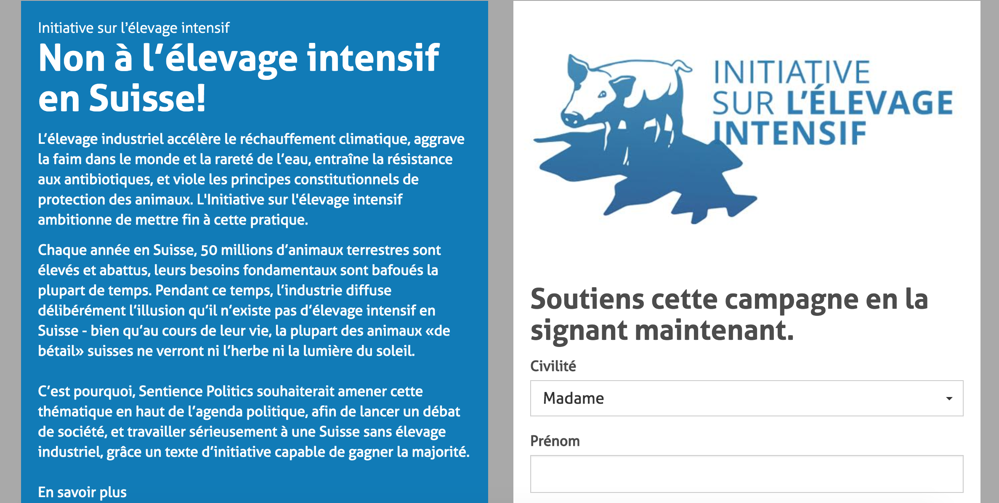 Initiative sur l’élevage intensif
Non à l’élevage intensif
en Suisse!
L’élevage industriel accélère le réchauffement climatique, aggrave
la faim dans le monde et la rareté de l’eau, entraîne la résistance
aux antibiotiques, et viole les principes constitutionnels de
protection des animaux. L'Initiative sur l'élevage intensif
ambitionne de mettre fin à cette pratique.
Chaque année en Suisse, 50 millions d’animaux terrestres sont
élevés et abattus, leurs besoins fondamentaux sont bafoués la
plupart de temps. Pendant ce temps, l’industrie diffuse
délibérément l’illusion qu’il n’existe pas d’élevage intensif en
Suisse - bien qu’au cours de leur vie, la plupart des animaux «de
bétail» suisses ne verront ni l’herbe ni la lumière du soleil.
C’est pourquoi, Sentience Politics souhaiterait amener cette
thématique en haut de l’agenda politique, afin de lancer un débat
de société, et travailler sérieusement à une Suisse sans élevage
industriel, grâce un texte d’initiative capable de gagner la majorité.
En savoir plus
INITIATIVE
SUR L’ÉLEVAGE
INTENSIF
Soutiens cette campagne en la
signant maintenant.
Civilité
Madame
Prénom